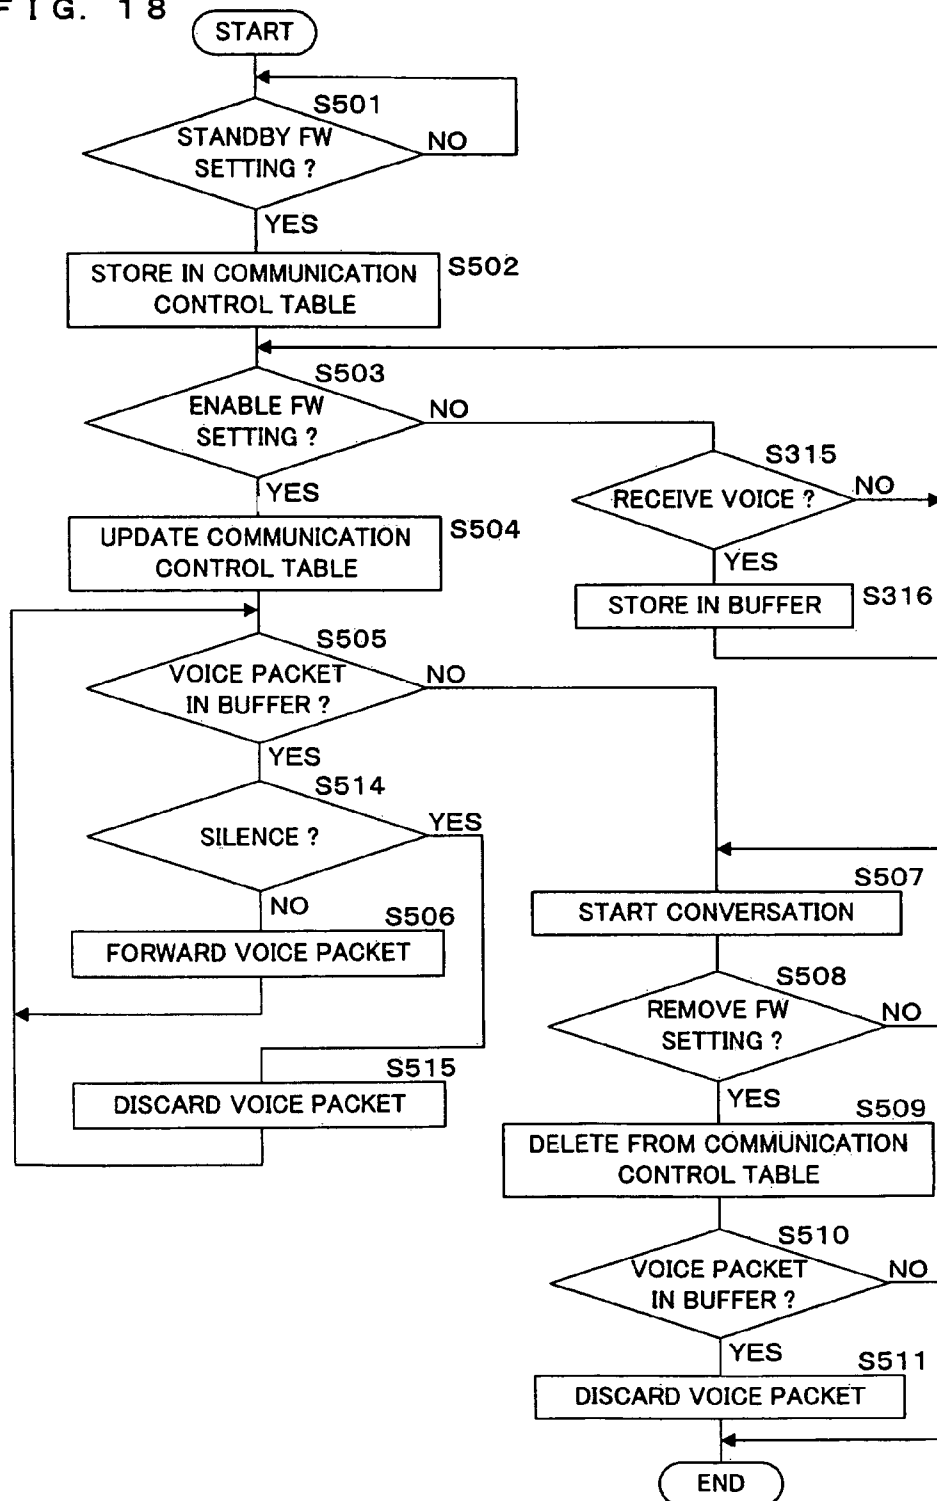 FIG. 18
START
S501
STANDBY FW
SETTING ?
NO
YES
STORE IN COMMUNICATION
CONTROL TABLE
S502
S503
ENABLE FW
SETTING ?
NO
YES
S315
RECEIVE VOICE ?
NO
YES
STORE IN BUFFER
S316
UPDATE COMMUNICATION
CONTROL TABLE
S504
S505
VOICE PACKET
IN BUFFER ?
NO
YES
S514
SILENCE ?
YES
NO
S506
FORWARD VOICE PACKET
S515
DISCARD VOICE PACKET
S507
START CONVERSATION
S508
REMOVE FW
SETTING ?
NO
YES
S509
DELETE FROM COMMUNICATION
CONTROL TABLE
S510
VOICE PACKET
IN BUFFER ?
NO
YES
S511
DISCARD VOICE PACKET
END